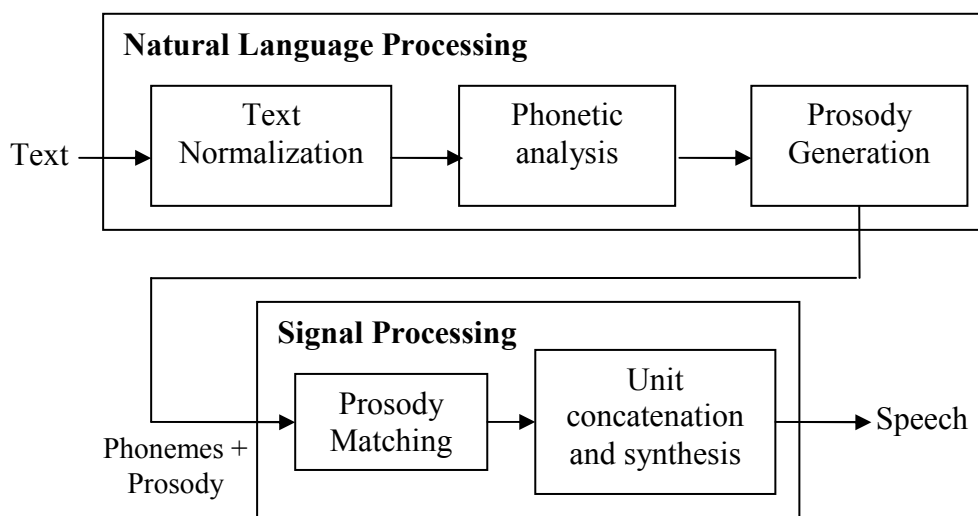 Natural Language Processing
Text
Text
Normalization
Phonetic
analysis
Prosody
Generation
Signal Processing
Phonemes +
Prosody
Prosody
Matching
Unit
concatenation
and synthesis
Speech